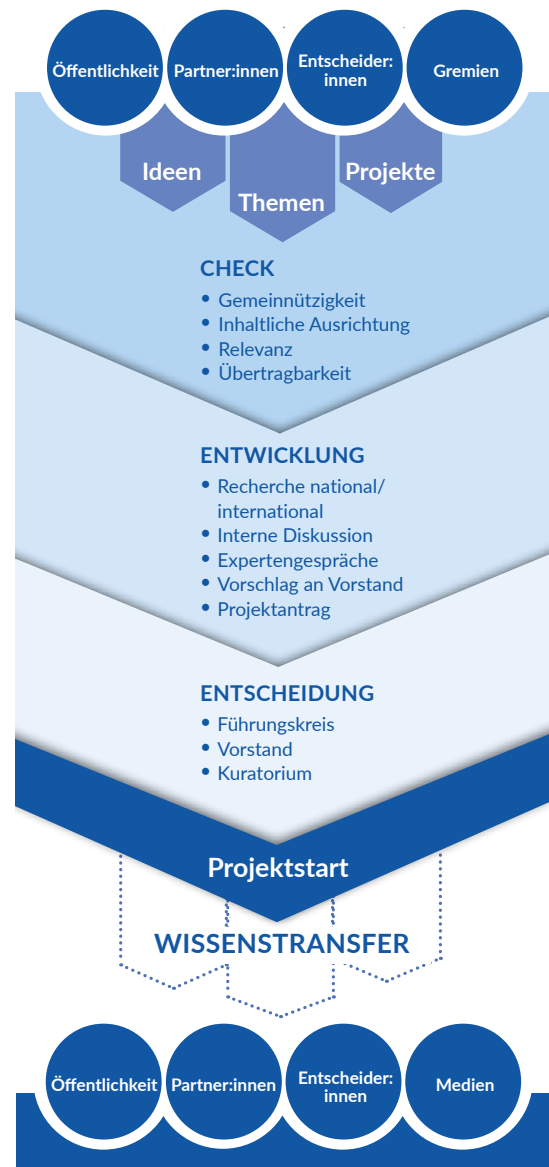 Öffentlichkeit
Partner:innen
Entscheider:
innen
Gremien
Ideen
Themen
Projekte
CHECK
• Gemeinnützigkeit
• Inhaltliche Ausrichtung
• Relevanz
• Übertragbarkeit
ENTWICKLUNG
• Recherche national/
international
• Interne Diskussion
• Expertengespräche
• Vorschlag an Vorstand
• Projektantrag
ENTSCHEIDUNG
• Führungskreis
• Vorstand
• Kuratorium
Projektstart
WISSENSTRANSFER
Öffentlichkeit
Partner:innen
Entscheider:
innen
Medien